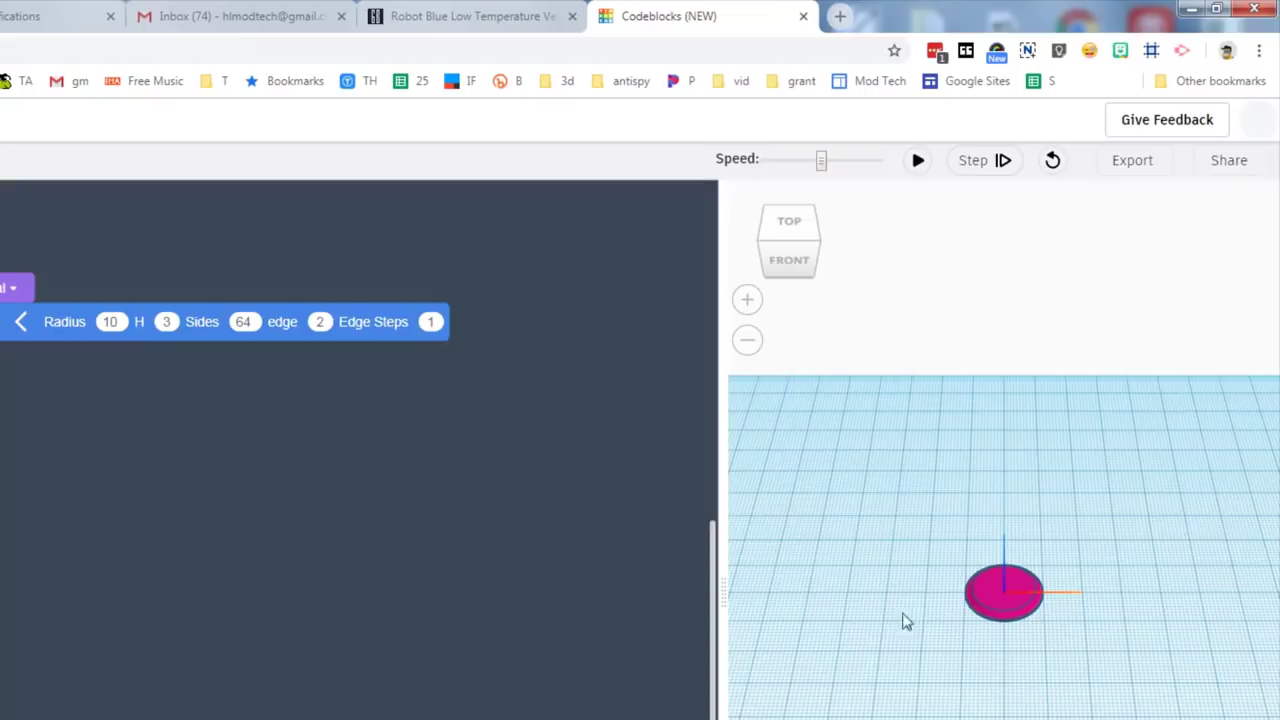 fications
Inbox (74) - hlmodtech@gmail.c
Robot Blue Low Temperature Ve
Codeblocks (NEW)
1
New
TA gm Free Music T Bookmarks TH 25 IF B 3d antispy P vid grant Mod Tech Google Sites S Other bookmarks
Give Feedback
Speed: Step Export Share
TOP
FRONT
Radius 10 H 3 Sides 64 edge 2 Edge Steps 1